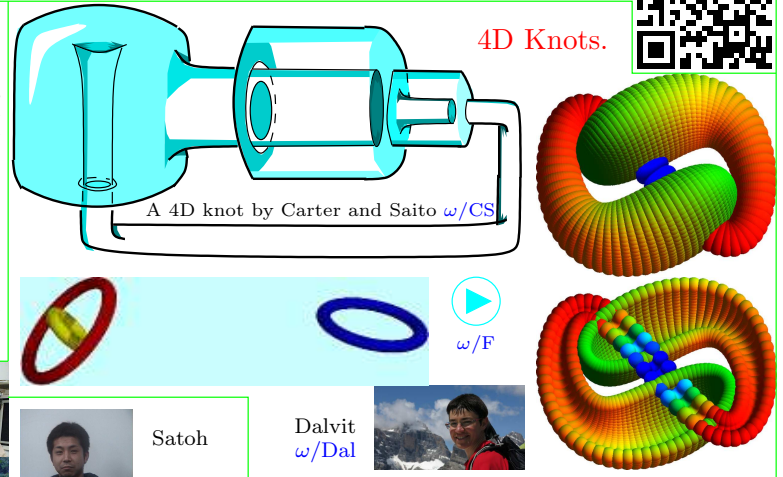 4D Knots.
A 4D knot by Carter and Saito ω/CS
ω/F
Satoh
Dalvit
ω/Dal